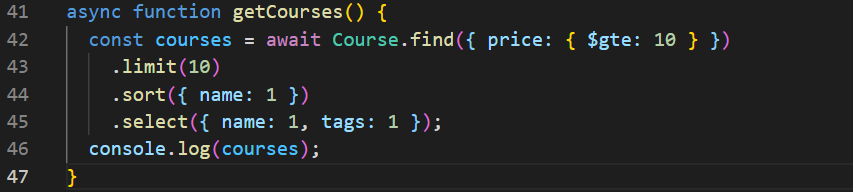 41 async function getCourses() {
42   const courses = await Course.find({ price: { $gte: 10 } })
43     .limit(10)
44     .sort({ name: 1 })
45     .select({ name: 1, tags: 1 });
46   console.log(courses);
47 }